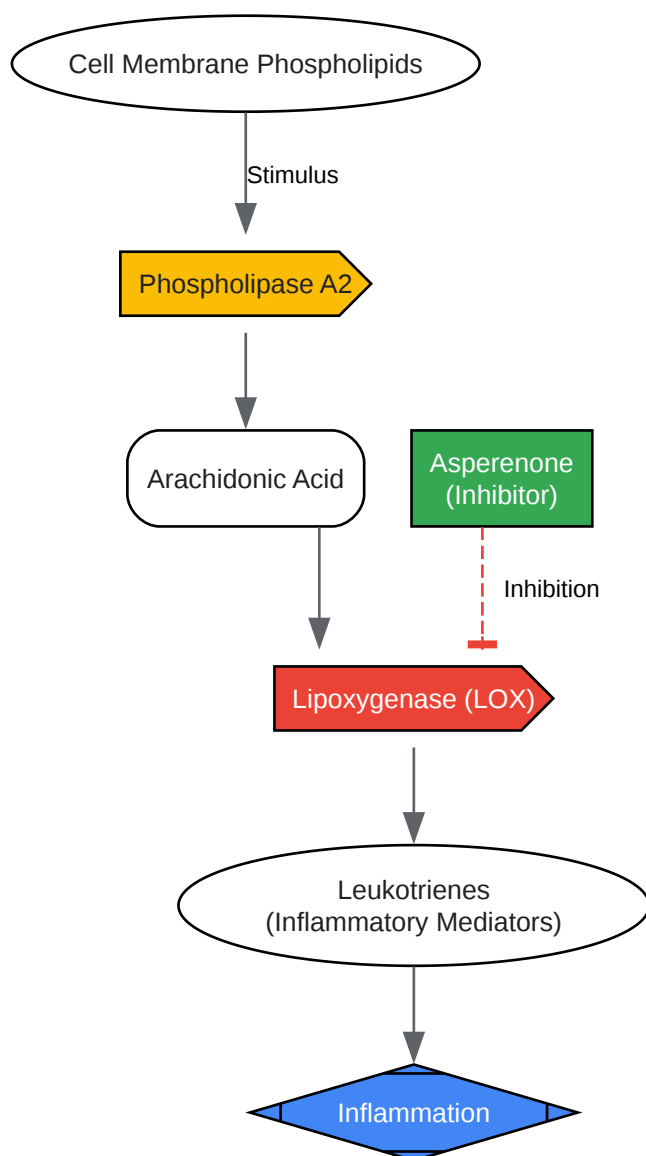 Cell Membrane Phospholipids
Stimulus
Phospholipase A2
Arachidonic Acid
Asperenone
(Inhibitor)
Inhibition
Lipoxygenase (LOX)
Leukotrienes
(Inflammatory Mediators)
Inflammation